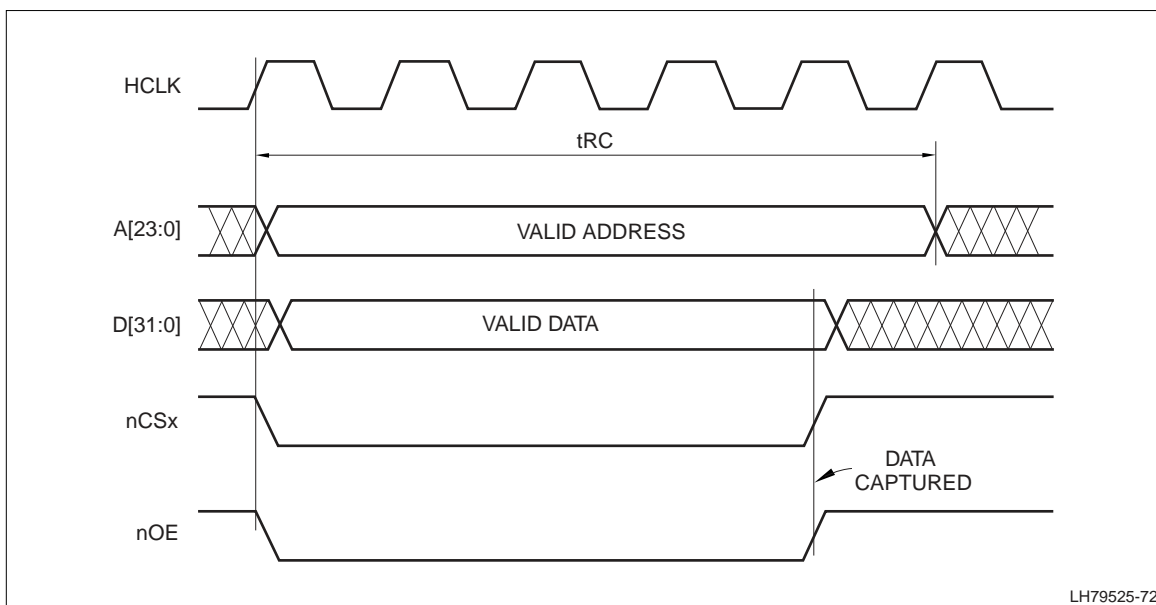 HCLK
tRC
A[23:0]
VALID ADDRESS
D[31:0]
VALID DATA
nCSx
DATA
CAPTURED
nOE
LH79525-72